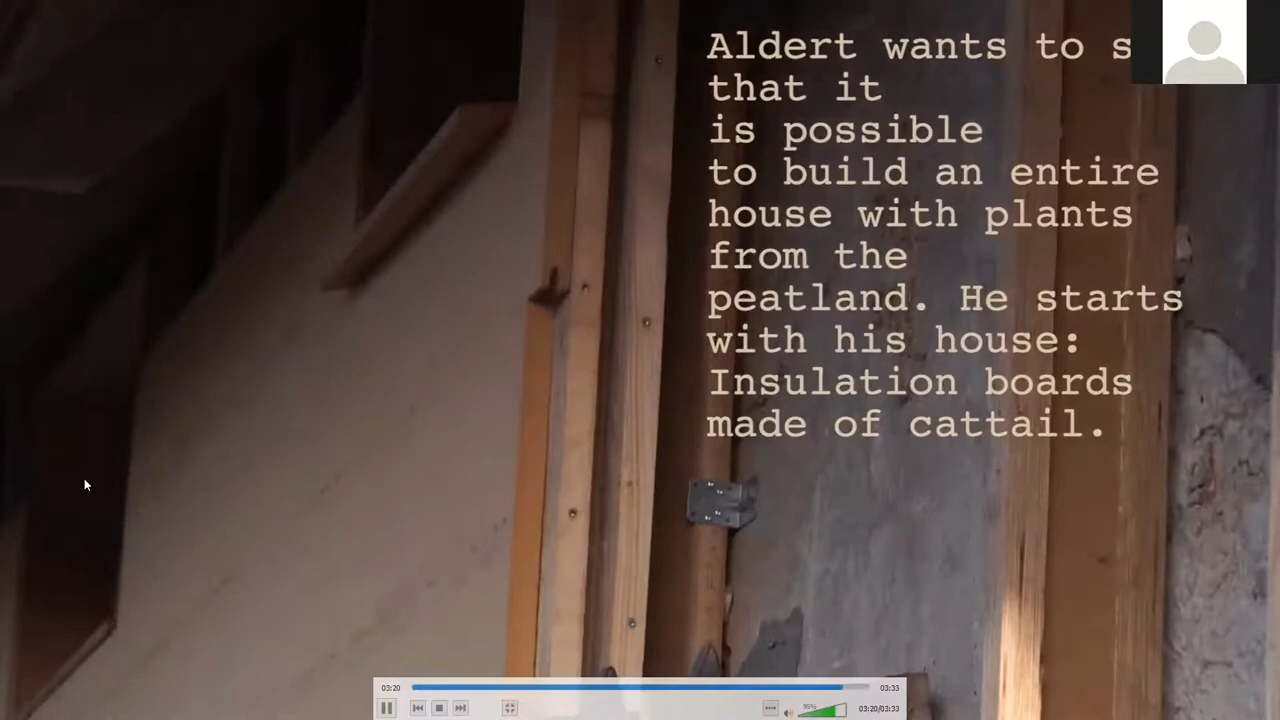 Aldert wants to s
that it
is possible
to build an entire
house with plants
from the
peatland. He starts
with his house:
Insulation boards
made of cattail.
03:20
03:33
95%
03:20/03:33